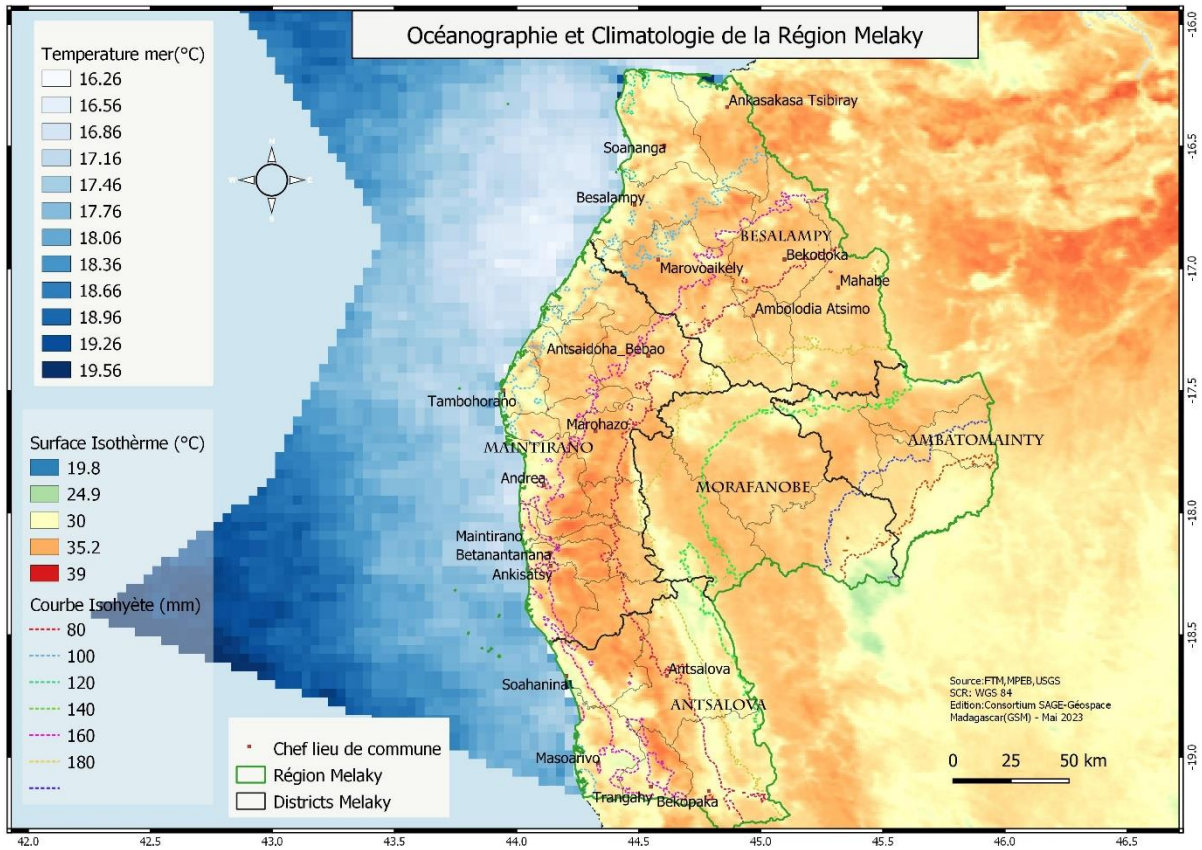 Océanographie et Climatologie de la Région Melaky
Temperature mer(°C)
16.26
16.56
16.86
17.16
17.46
17.76
18.06
18.36
18.66
18.96
19.26
19.56
N
W
E
S
Surface Isothèrme (°C)
19.8
24.9
30
35.2
39
Courbe Isohyète (mm)
80
100
120
140
160
180
Chef lieu de commune
Région Melaky
Districts Melaky
Ankasakasa Tsibiray
Soananga
Besalampy
BESALAMPY
Marovoaikely
Bekodoka
Mahabe
Ambolodia Atsimo
Antsaidoha_Bebao
Tambohorano
Marohazo
MAINTIRANO
AMBATOMAINTY
Andrea
MORAFANOBE
Maintirano
Betanantanana
Ankisatsy
Antsalova
Soahanina
ANTSALOVA
Masoarivo
Trangahy
Bekopaka
Source:FTM,MPEB,USGS
SCR: WGS 84
Edition:Consortium SAGE-Géospace
Madagascar(GSM) - Mai 2023
0 25 50 km
-16.0
-16.5
-17.0
-17.5
-18.0
-18.5
-19.0
42.0 42.5 43.0 43.5 44.0 44.5 45.0 45.5 46.0 46.5